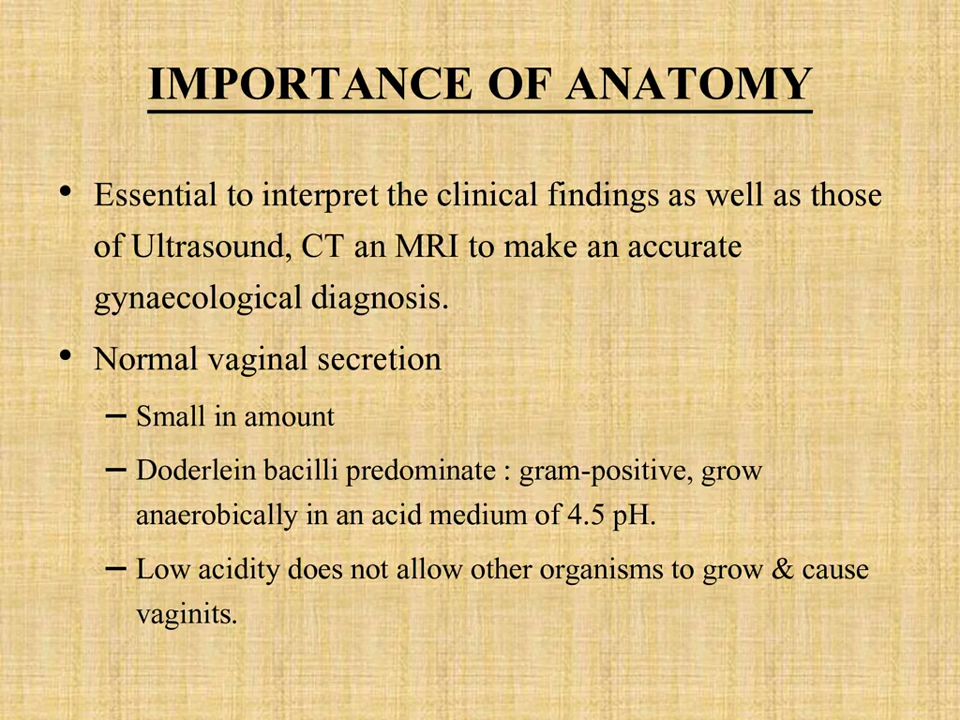 IMPORTANCE OF ANATOMY
• Essential to interpret the clinical findings as well as those
of Ultrasound, CT an MRI to make an accurate
gynaecological diagnosis.
• Normal vaginal secretion
– Small in amount
– Doderlein bacilli predominate : gram-positive, grow
anaerobically in an acid medium of 4.5 pH.
– Low acidity does not allow other organisms to grow & cause
vaginits.